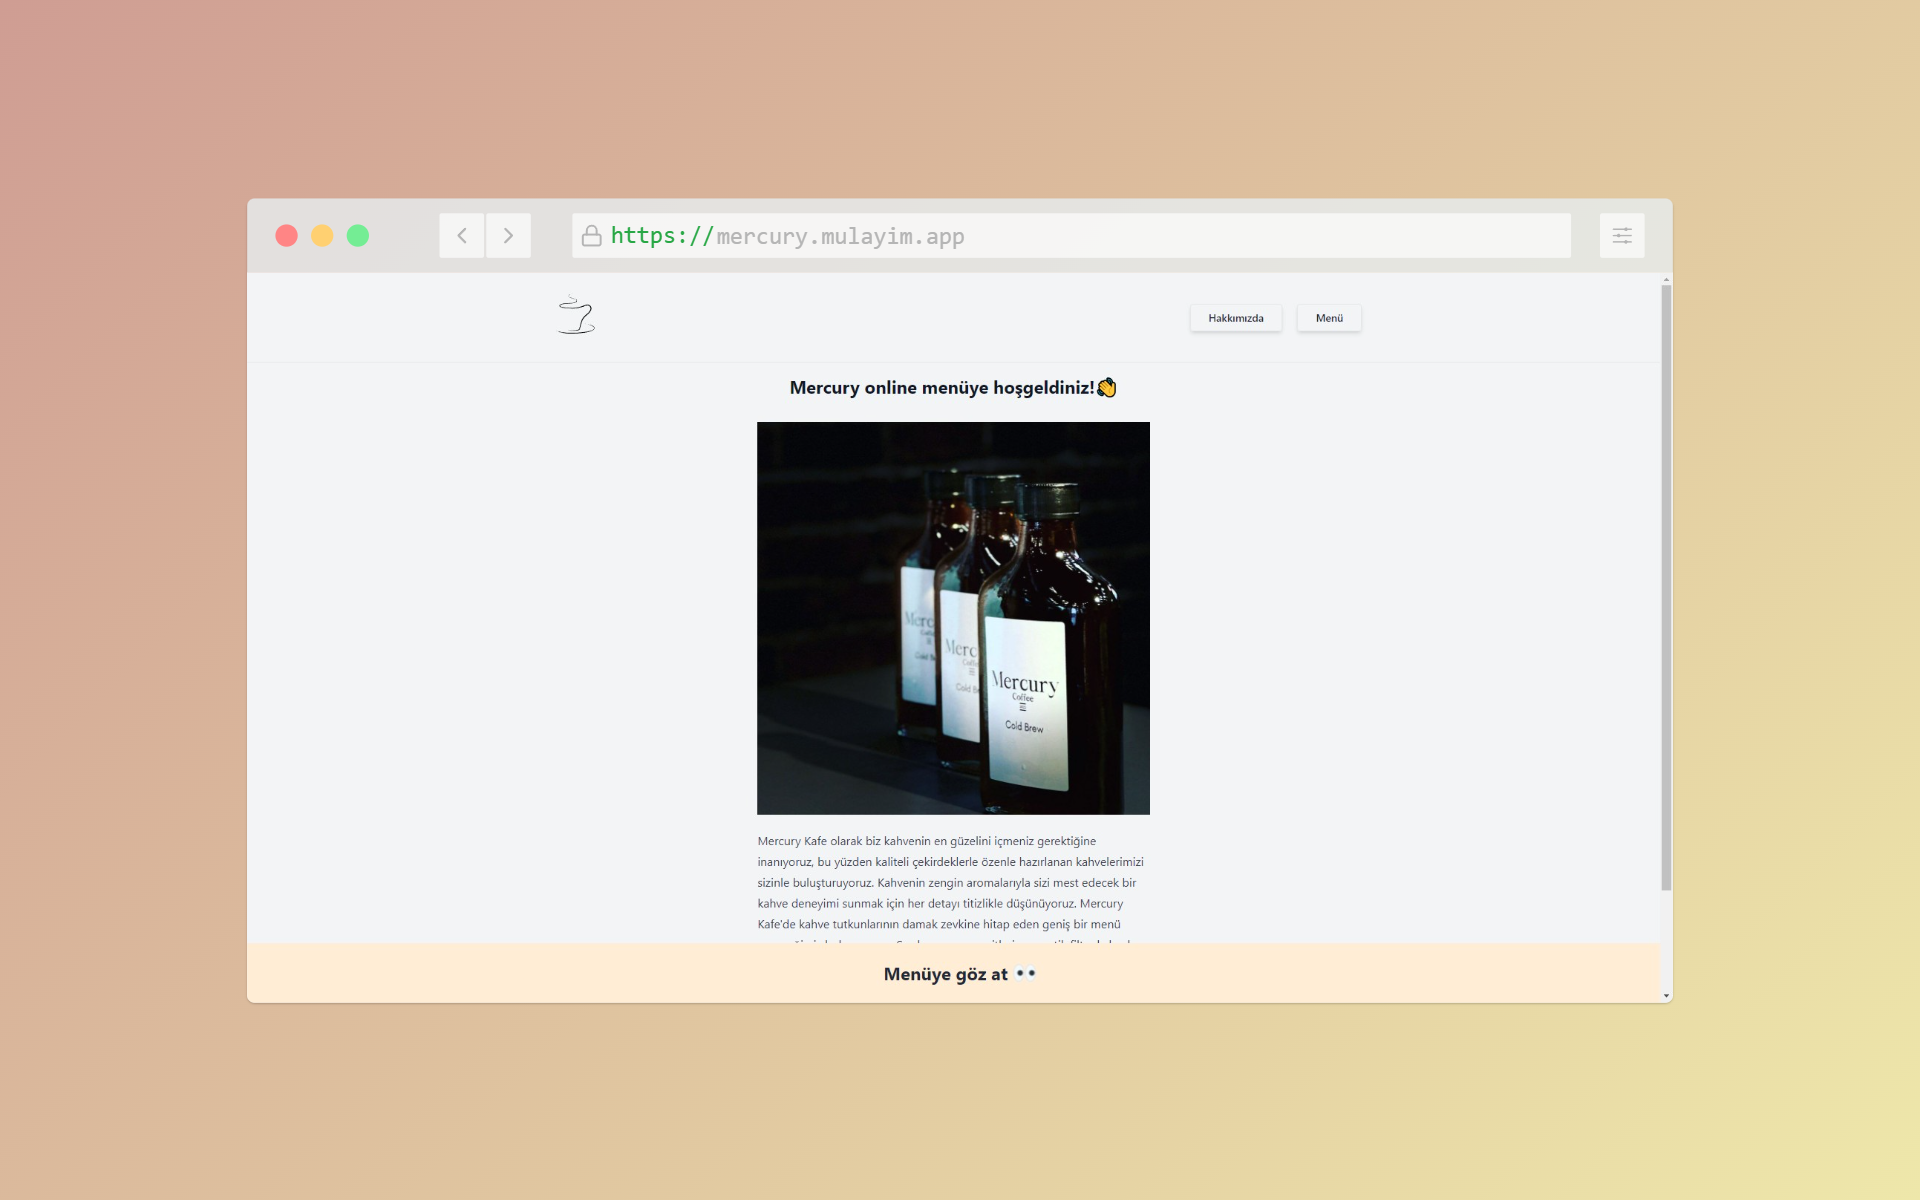 https://mercury.mulayim.app
Hakkımızda
Menü
Mercury online menüye hoşgeldiniz!👋
Merc
Merc
Mercury
Coffee
Cold Brew
Mercury Kafe olarak biz kahvenin en güzelini içmeniz gerektiğine
inanıyoruz, bu yüzden kaliteli çekirdeklerle özenle hazırlanan kahvelerimizi
sizinle buluşturuyoruz. Kahvenin zengin aromalarıyla sizi mest edecek bir
kahve deneyimi sunmak için her detayı titizlikle düşünüyoruz. Mercury
Kafe'de kahve tutkunlarının damak zevkine hitap eden geniş bir menü
Menüye göz at 👀